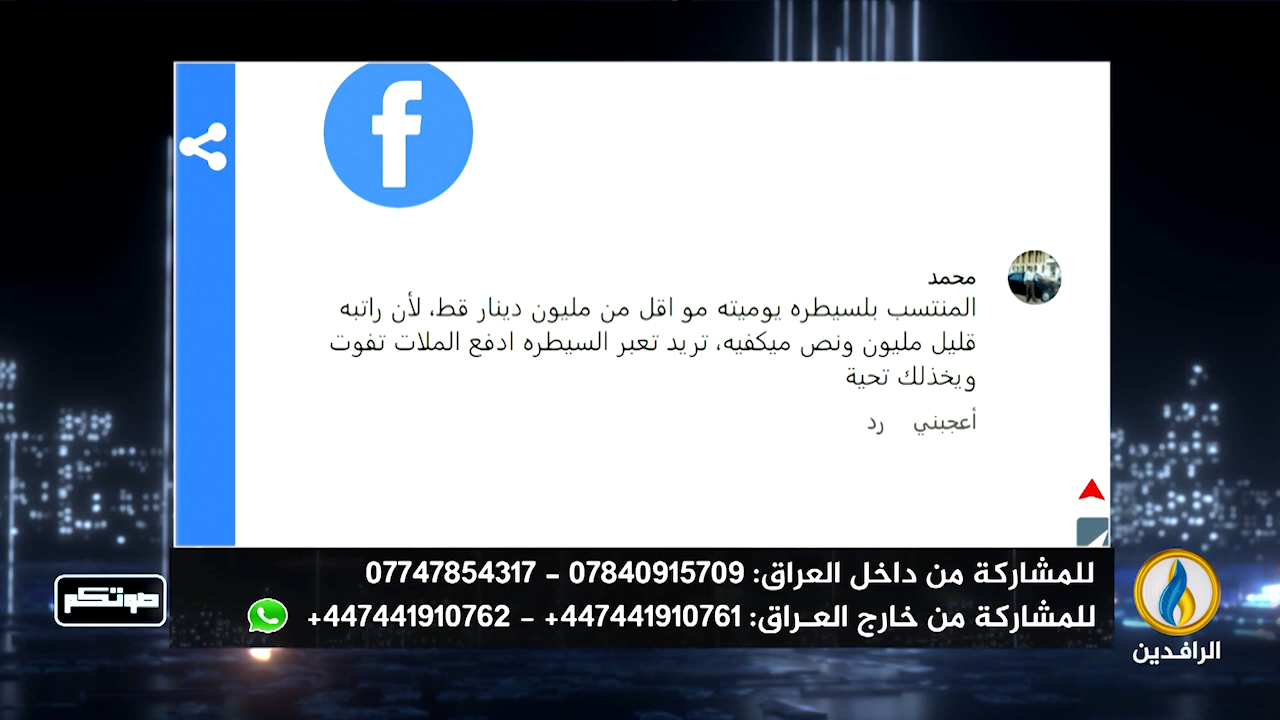 f
محمد
المنتسب بلسيطره يوميته مو اقل من مليون دينار قط، لأن راتبه
قليل مليون ونص ميكفيه، تريد تعبر السيطره ادفع الملات تفوت
ويخذلك تحية
أعجبني رد
للمشاركة من داخل العراق: 07840915709 - 07747854317
للمشاركة من خارج العـراق: 447441910761+ - 447441910762+
صوتكم
الرافدين